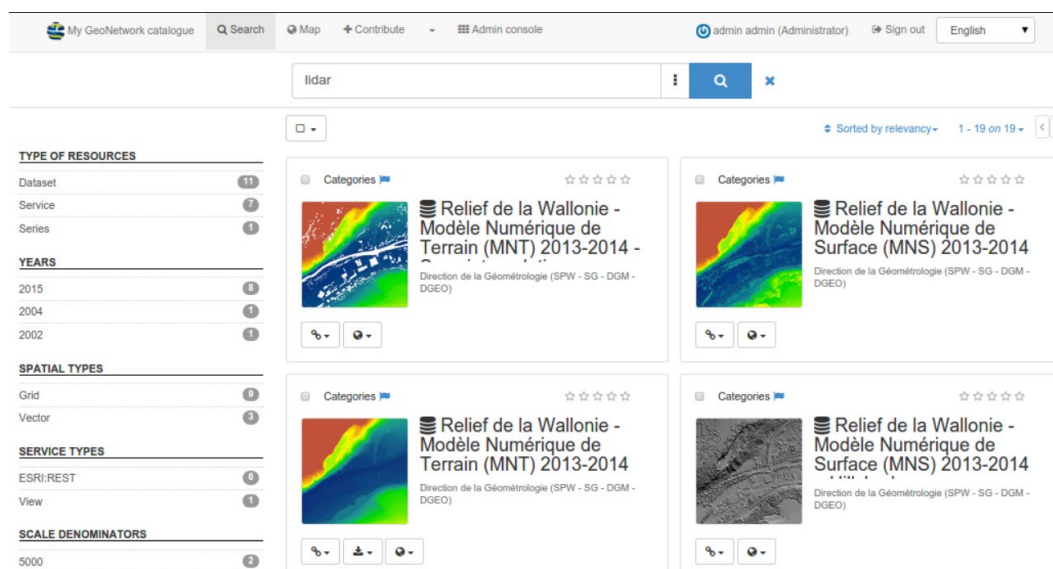 My GeoNetwork catalogue Search Map Contribute Admin console admin admin (Administrator) Sign out English
lidar
Sorted by relevancy 1 - 19 on 19
TYPE OF RESOURCES
Dataset 11
Service 7
Series 1
YEARS
2015 8
2004 1
2002 1
SPATIAL TYPES
Grid 9
Vector 3
SERVICE TYPES
ESRI:REST 6
View 1
SCALE DENOMINATORS
5000 2
Categories
Relief de la Wallonie -
Modèle Numérique de
Terrain (MNT) 2013-2014 -
Direction de la Géométrologie (SPW - SG - DGM -
DGEO)
Categories
Relief de la Wallonie -
Modèle Numérique de
Surface (MNS) 2013-2014
Direction de la Géométrologie (SPW - SG - DGM -
DGEO)
Categories
Relief de la Wallonie -
Modèle Numérique de
Terrain (MNT) 2013-2014
Direction de la Géométrologie (SPW - SG - DGM -
DGEO)
Categories
Relief de la Wallonie -
Modèle Numérique de
Surface (MNS) 2013-2014
Direction de la Géométrologie (SPW - SG - DGM -
DGEO)